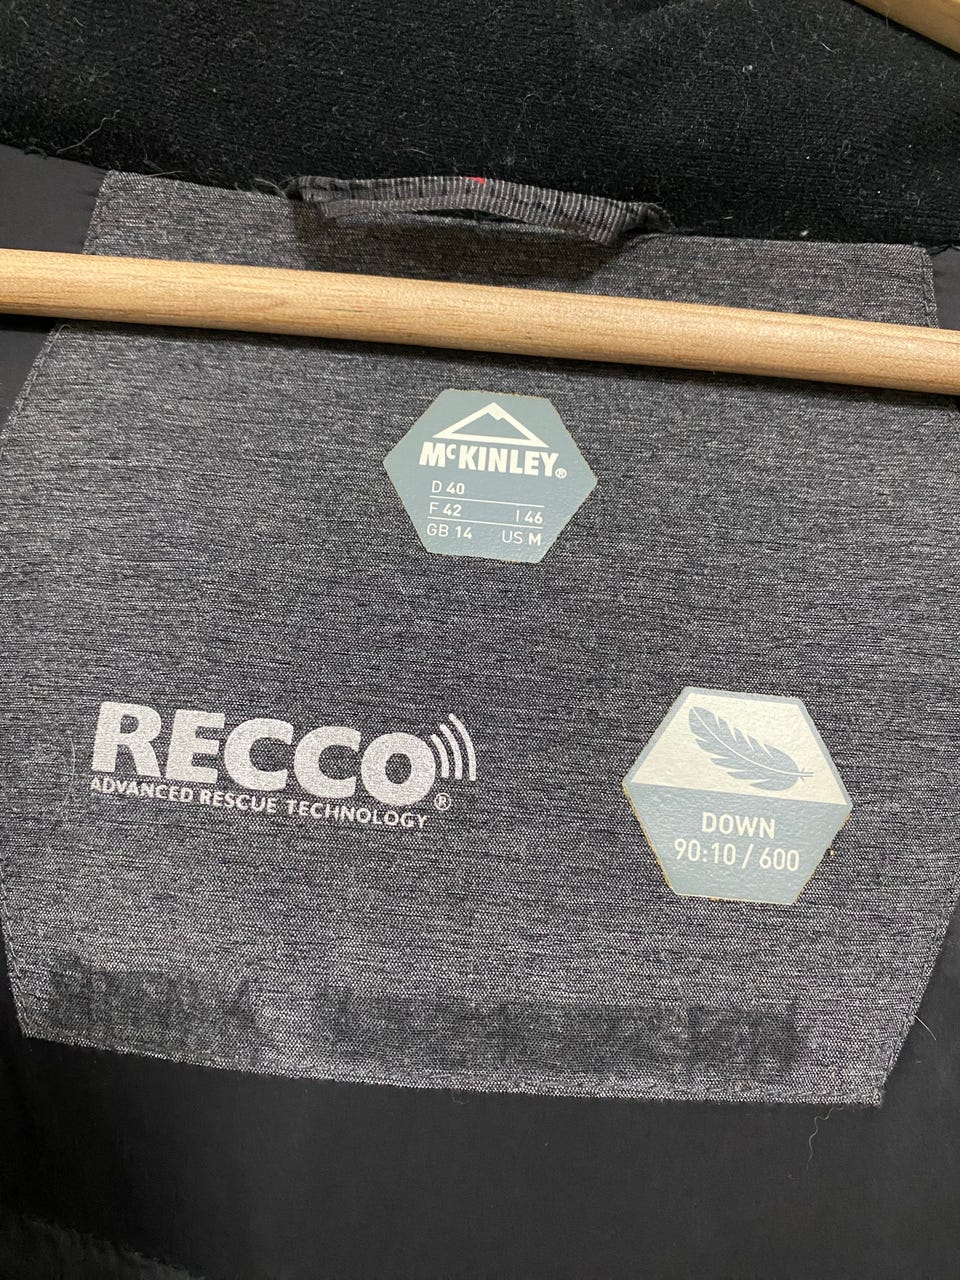 McKINLEY®
D 40
F 42 I 46
GB 14 US M
RECCO®
ADVANCED RESCUE TECHNOLOGY
DOWN
90:10 / 600